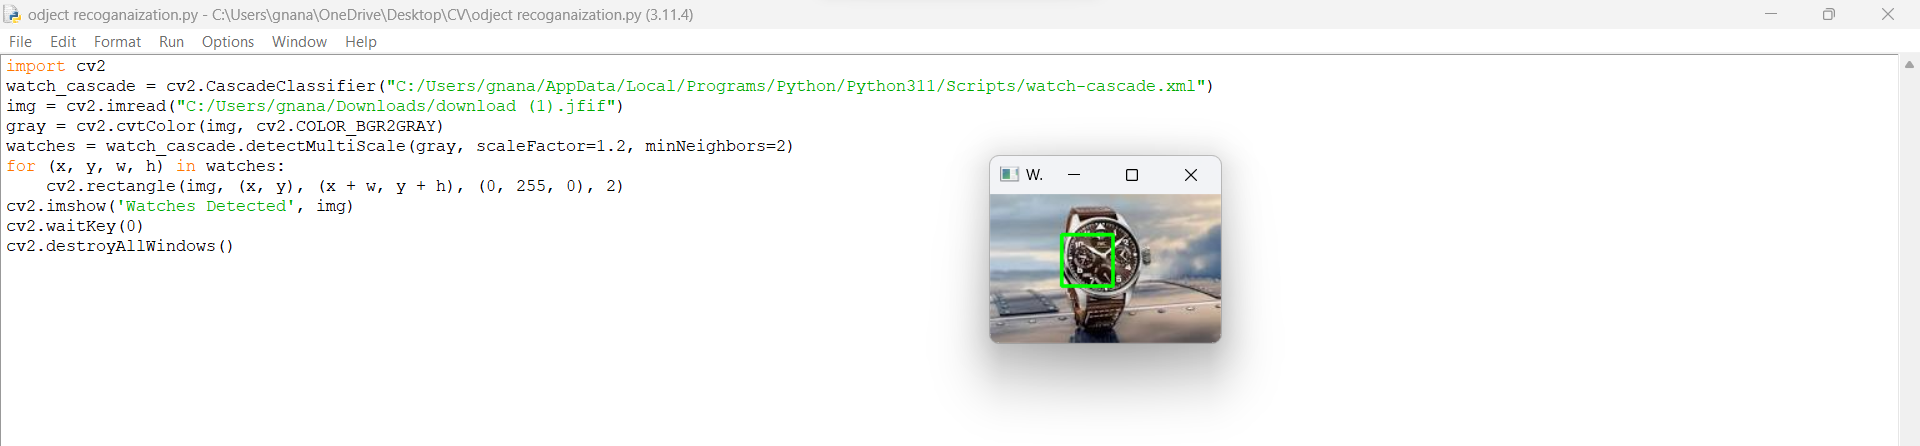 odject recoganaization.py - C:\Users\gnana\OneDrive\Desktop\CV\odject recoganaization.py (3.11.4)
File Edit Format Run Options Window Help
import cv2
watch_cascade = cv2.CascadeClassifier("C:/Users/gnana/AppData/Local/Programs/Python/Python311/Scripts/watch-cascade.xml")
img = cv2.imread("C:/Users/gnana/Downloads/download (1).jfif")
gray = cv2.cvtColor(img, cv2.COLOR_BGR2GRAY)
watches = watch_cascade.detectMultiScale(gray, scaleFactor=1.2, minNeighbors=2)
for (x, y, w, h) in watches:
    cv2.rectangle(img, (x, y), (x + w, y + h), (0, 255, 0), 2)
cv2.imshow('Watches Detected', img)
cv2.waitKey(0)
cv2.destroyAllWindows()
W.